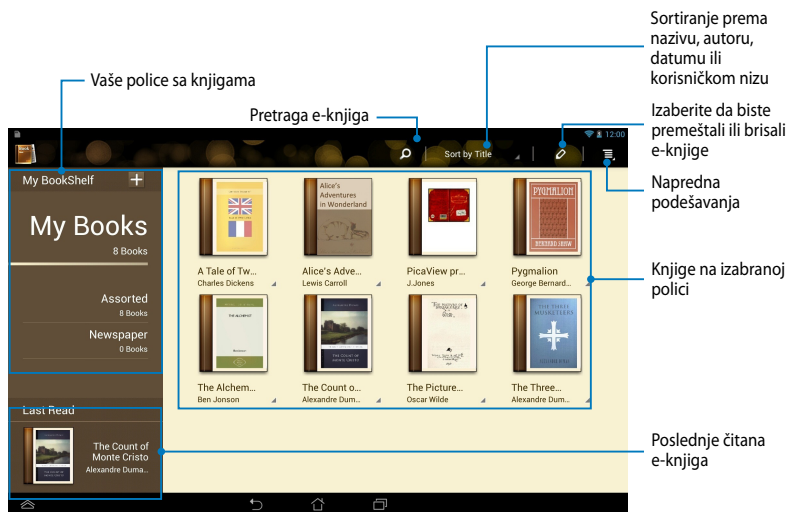 Sortiranje prema
nazivu, autoru,
datumu ili
korisničkom nizu
Vaše police sa knjigama
Pretraga e-knjiga
Izaberite da biste
premeštali ili brisali
e-knjige
Napredna
podešavanja
12:00
Sort by Title
My BookShelf
My Books
8 Books
Assorted
8 Books
Newspaper
0 Books
Alice's
Adventures
in Wonderland
PYGMALION
BERNARD SHAW
A Tale of Tw...
Charles Dickens
Alice's Adve...
Lewis Carroll
PicaView pr...
J.Jones
Pygmalion
George Bernard...
Knjige na izabranoj
polici
THE ALCHEMIST
THE COUNT OF
MONTE CRISTO
THE THREE
MUSKETEERS
The Alchem...
Ben Jonson
The Count o...
Alexandre Dum...
The Picture...
Oscar Wilde
The Three...
Alexandre Dum...
Last Read
The Count of
Monte Cristo
Alexandre Duma...
Poslednje čitana
e-knjiga